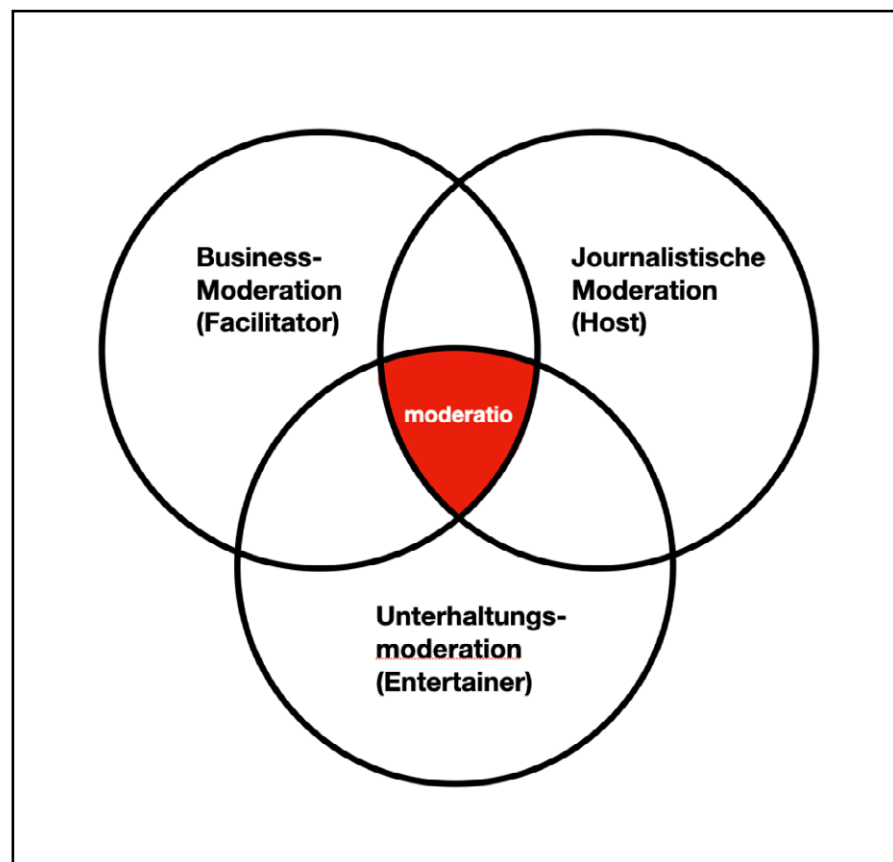 Business-
Moderation
(Facilitator)
Journalistische
Moderation
(Host)
moderatio
Unterhaltungs-
moderation
(Entertainer)